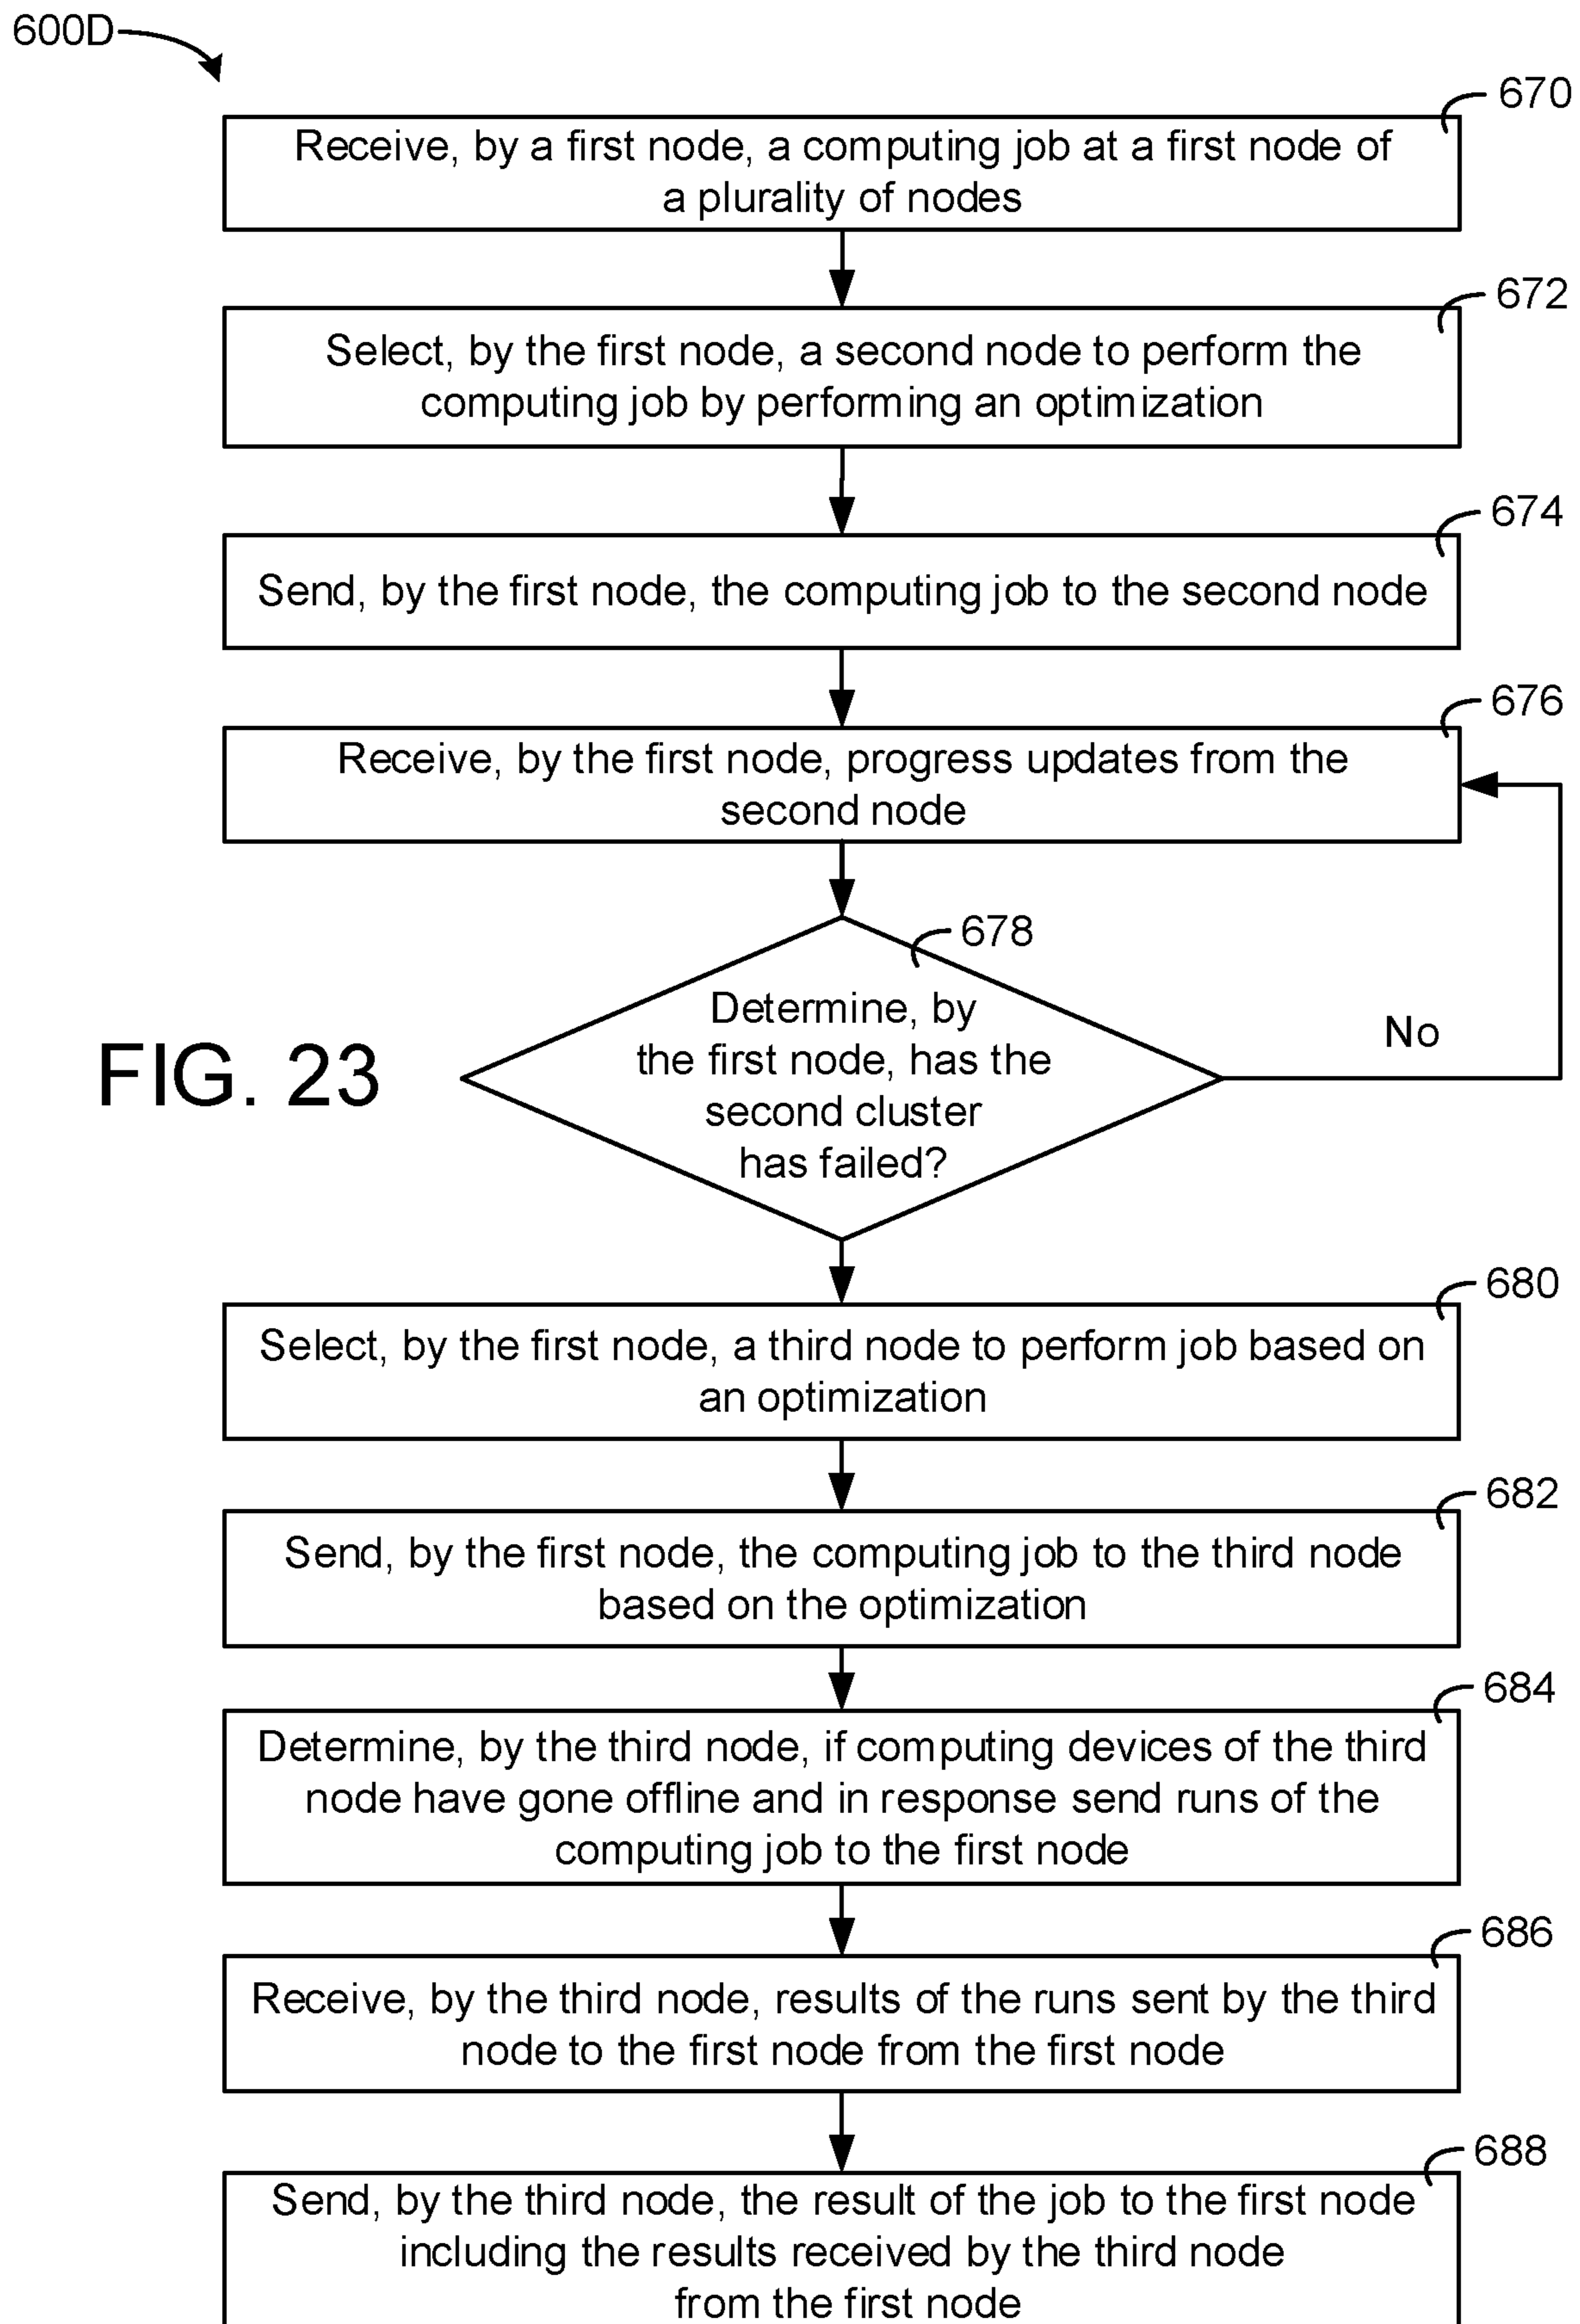 600D
670
Receive, by a first node, a computing job at a first node of
a plurality of nodes
672
Select, by the first node, a second node to perform the
computing job by performing an optimization
674
Send, by the first node, the computing job to the second node
676
Receive, by the first node, progress updates from the
second node
678
Determine, by
the first node, has the
second cluster
has failed?
No
FIG. 23
680
Select, by the first node, a third node to perform job based on
an optimization
682
Send, by the first node, the computing job to the third node
based on the optimization
684
Determine, by the third node, if computing devices of the third
node have gone offline and in response send runs of the
computing job to the first node
686
Receive, by the third node, results of the runs sent by the third
node to the first node from the first node
688
Send, by the third node, the result of the job to the first node
including the results received by the third node
from the first node